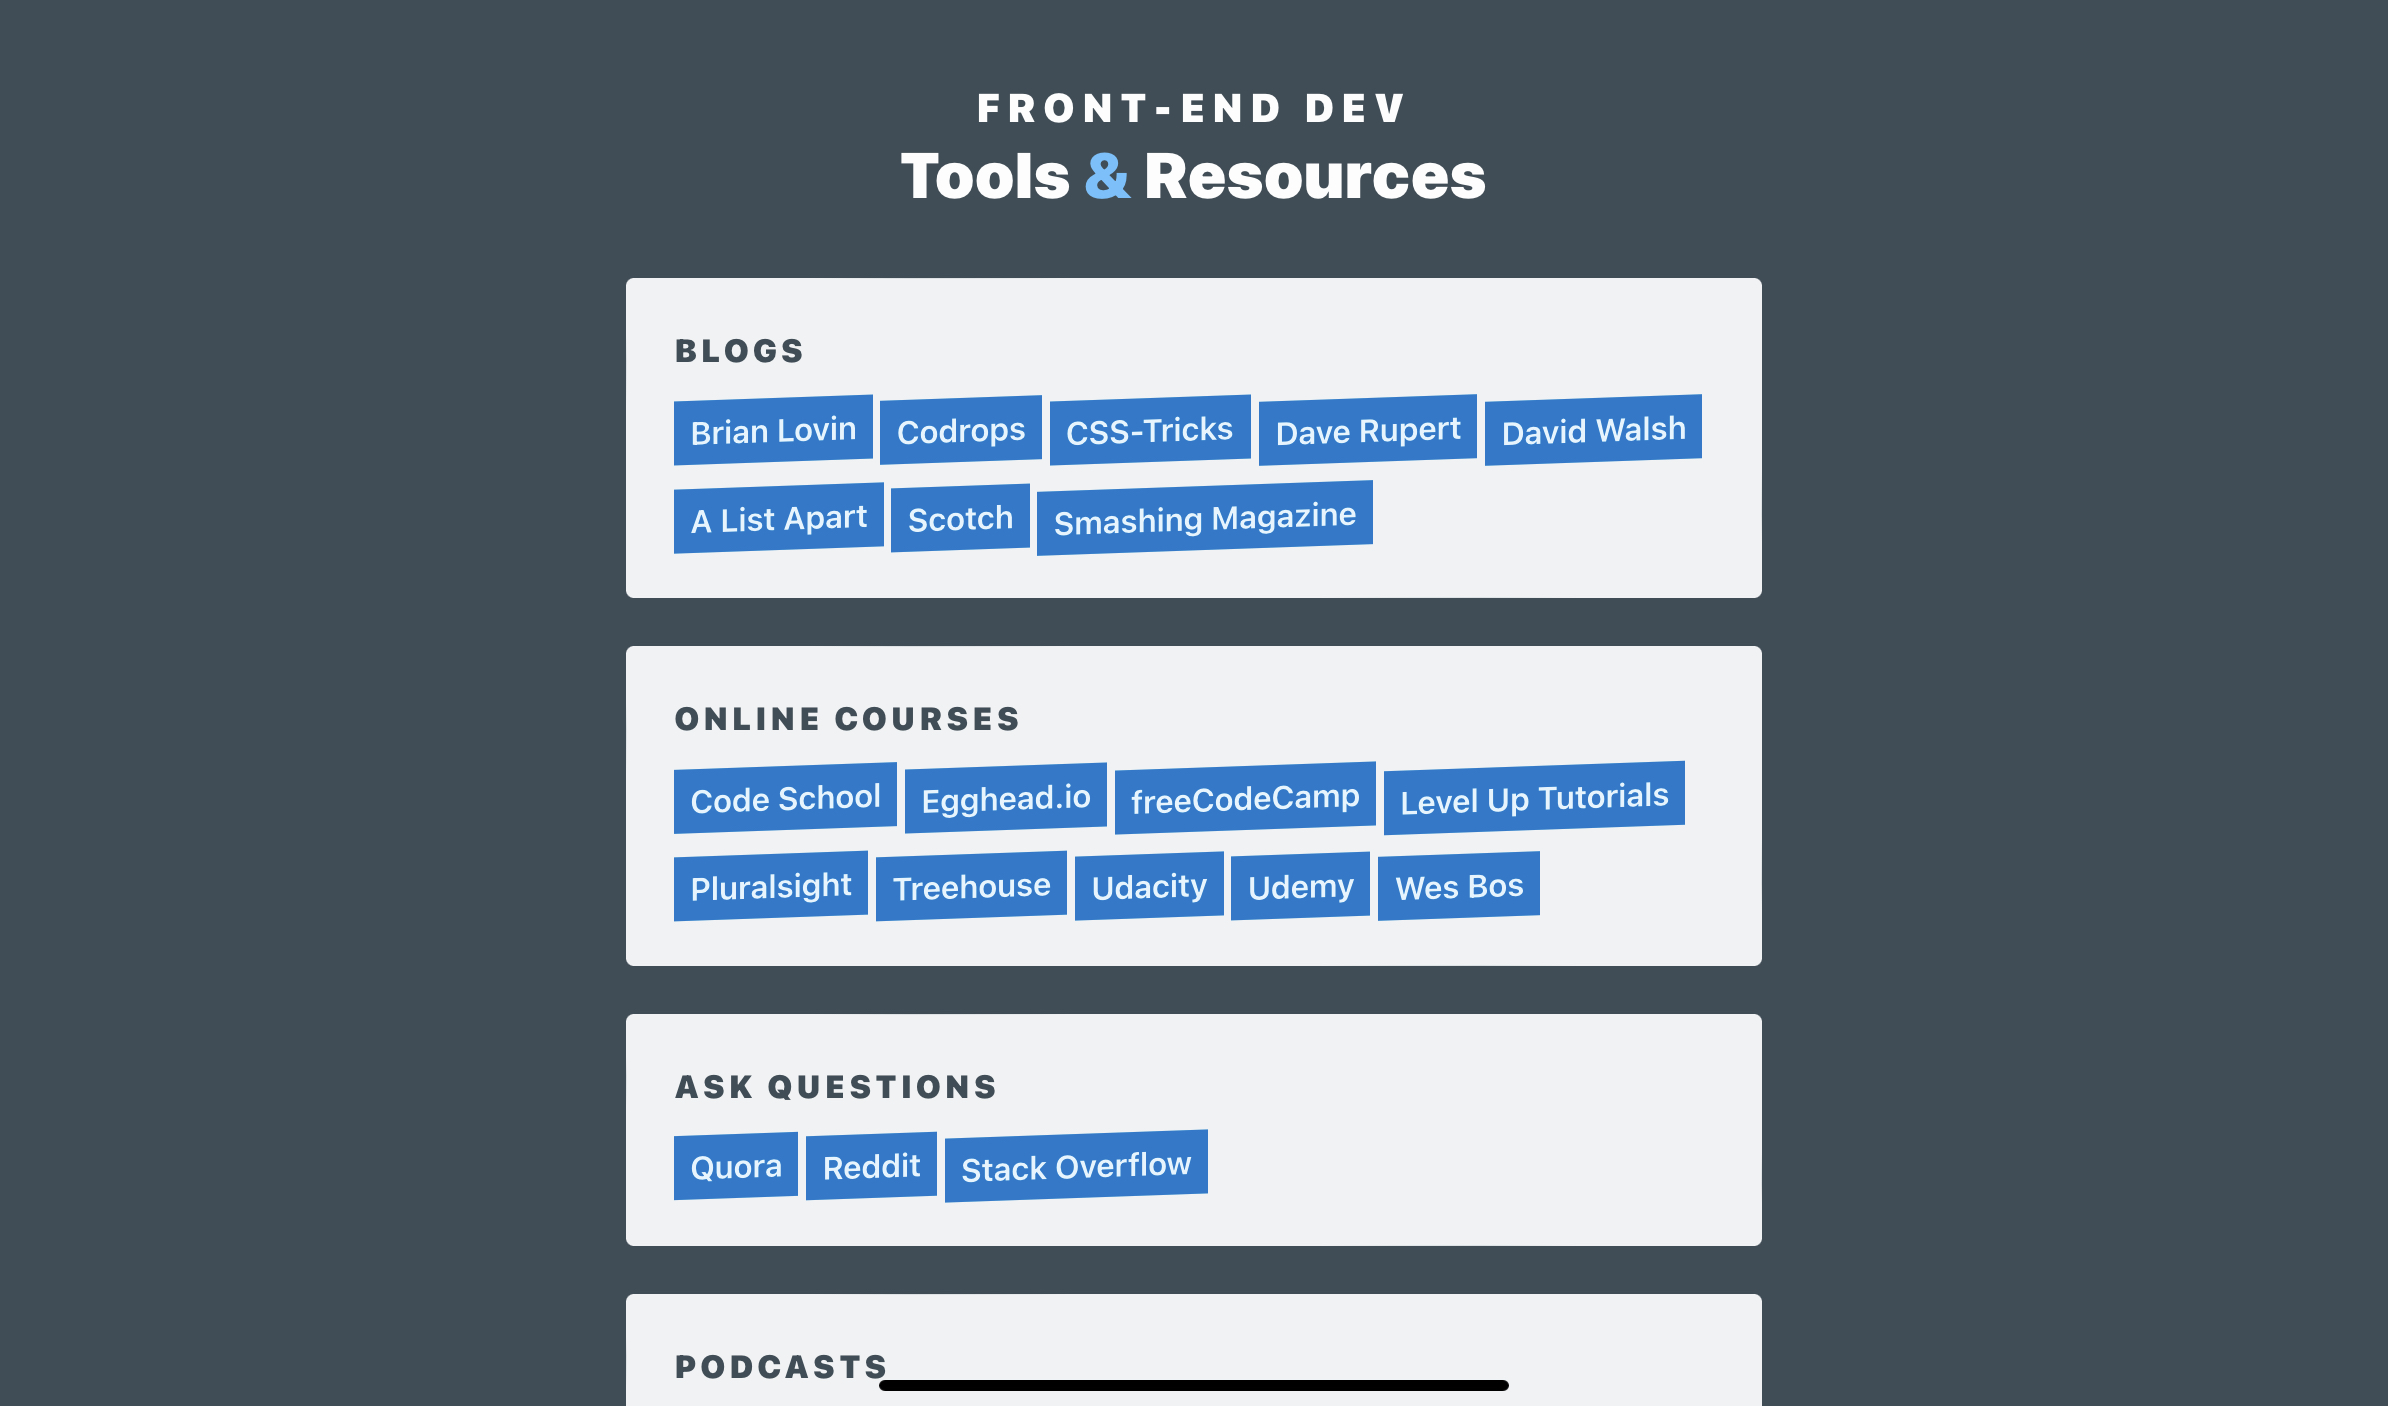 FRONT-END DEV
Tools & Resources
BLOGS
Brian Lovin Codrops CSS-Tricks Dave Rupert David Walsh
A List Apart Scotch Smashing Magazine
ONLINE COURSES
Code School Egghead.io freeCodeCamp Level Up Tutorials
Pluralsight Treehouse Udacity Udemy Wes Bos
ASK QUESTIONS
Quora Reddit Stack Overflow
PODCASTS